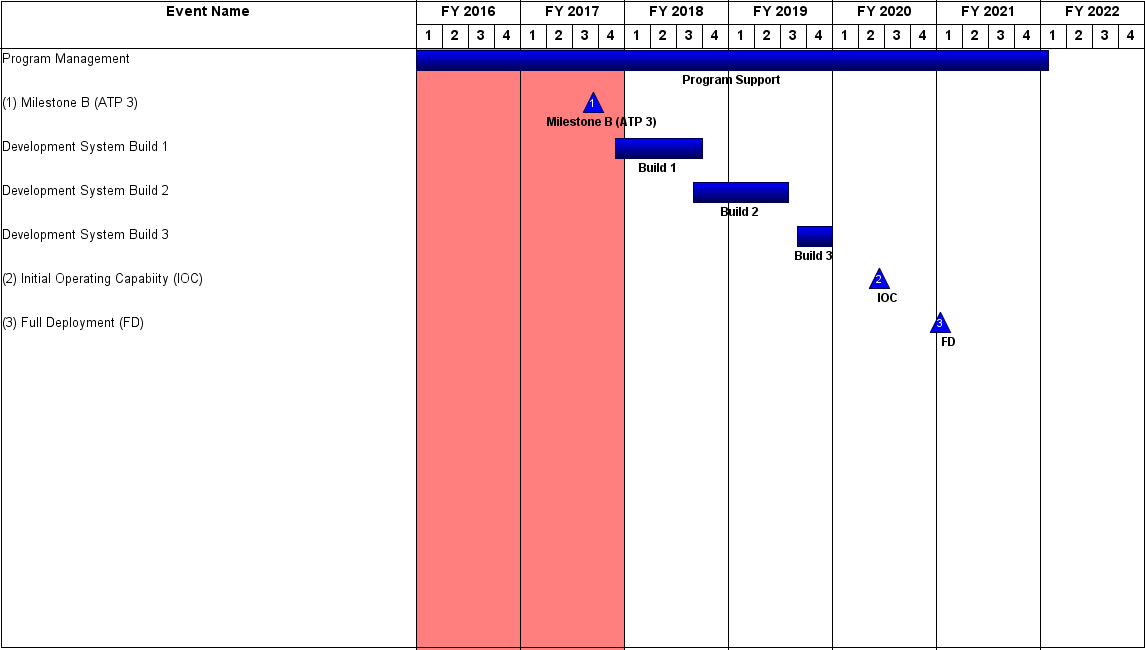 Event Name FY 2016 FY 2017 FY 2018 FY 2019 FY 2020 FY 2021 FY 2022
1 2 3 4 1 2 3 4 1 2 3 4 1 2 3 4 1 2 3 4 1 2 3 4 1 2 3 4
Program Management
Program Support
(1) Milestone B (ATP 3) 1
Milestone B (ATP 3)
Development System Build 1
Build 1
Development System Build 2
Build 2
Development System Build 3
Build 3
(2) Initial Operating Capabiity (IOC) 2
IOC
(3) Full Deployment (FD) 3
FD